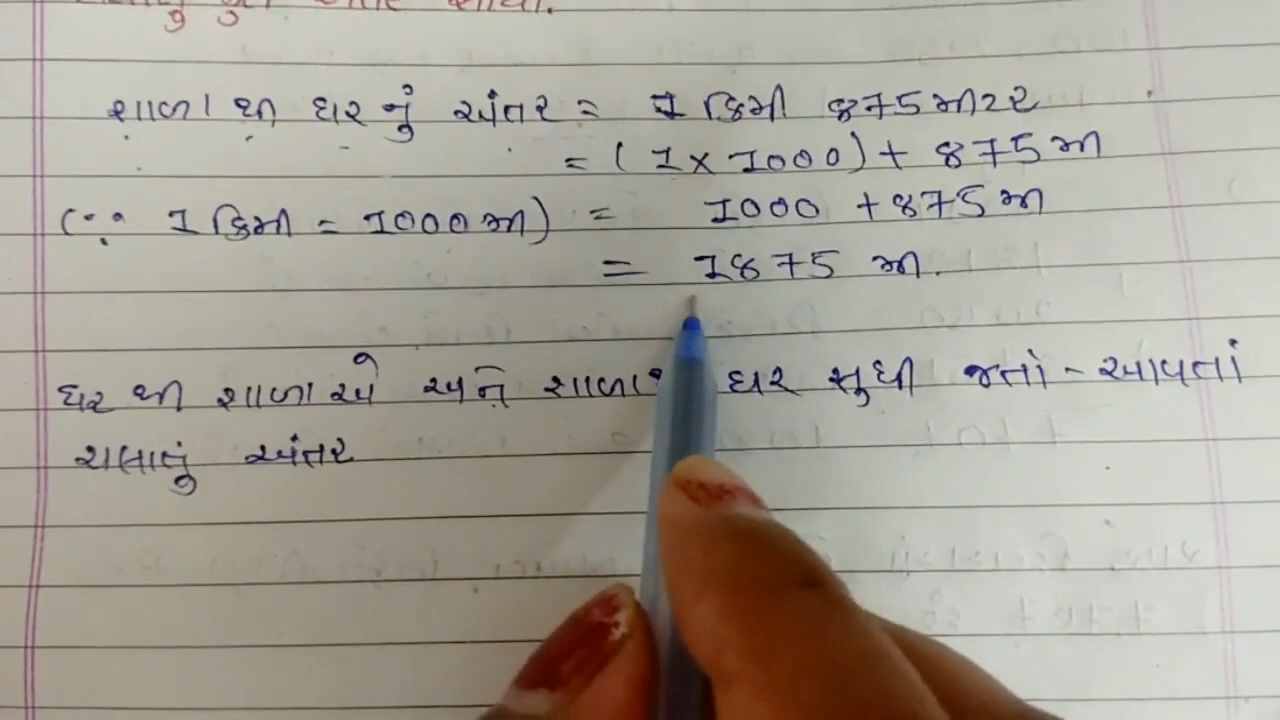 શાળા થી ઘર નું અંતર = 1 કિમી 875 મીટર
= (1 × 1000) + 875 મી
(∵ 1 કિમી = 1000 મી) = 1000 + 875 મી
= 1875 મી.
ઘર થી શાળાએ અને શાળાથી ઘર સુધી જતાં - આવતાં
ચલાતું અંતર